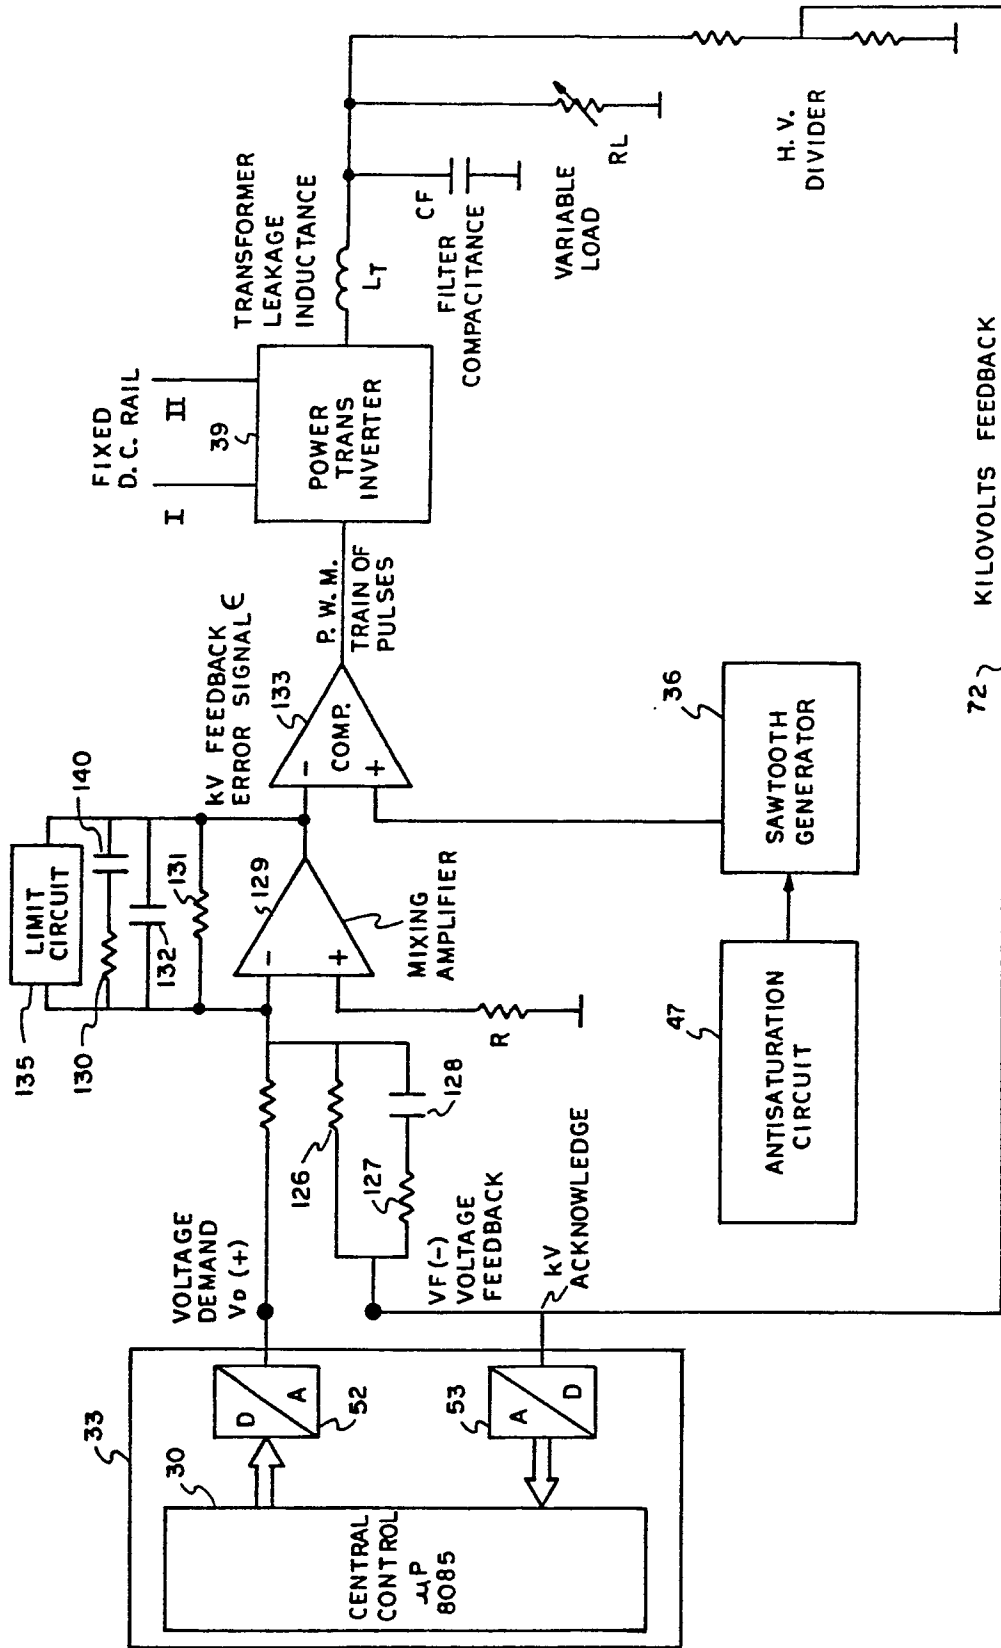 33
30
CENTRAL
CONTROL
µP
8085
D
A
52
A
D
53
VOLTAGE
DEMAND
VD (+)
VF (-)
VOLTAGE
FEEDBACK
kV
ACKNOWLEDGE
126
127
128
135
LIMIT
CIRCUIT
130
140
132
131
129
-
+
MIXING
AMPLIFIER
R
kV FEEDBACK
ERROR SIGNAL ϵ
133
-
COMP.
+
P. W. M.
TRAIN OF
PULSES
47
ANTISATURATION
CIRCUIT
36
SAWTOOTH
GENERATOR
FIXED
D. C. RAIL
I
II
39
POWER
TRANS
INVERTER
TRANSFORMER
LEAKAGE
INDUCTANCE
LT
CF
FILTER
COMPACITANCE
VARIABLE
LOAD
RL
H. V.
DIVIDER
72
KILOVOLTS FEEDBACK